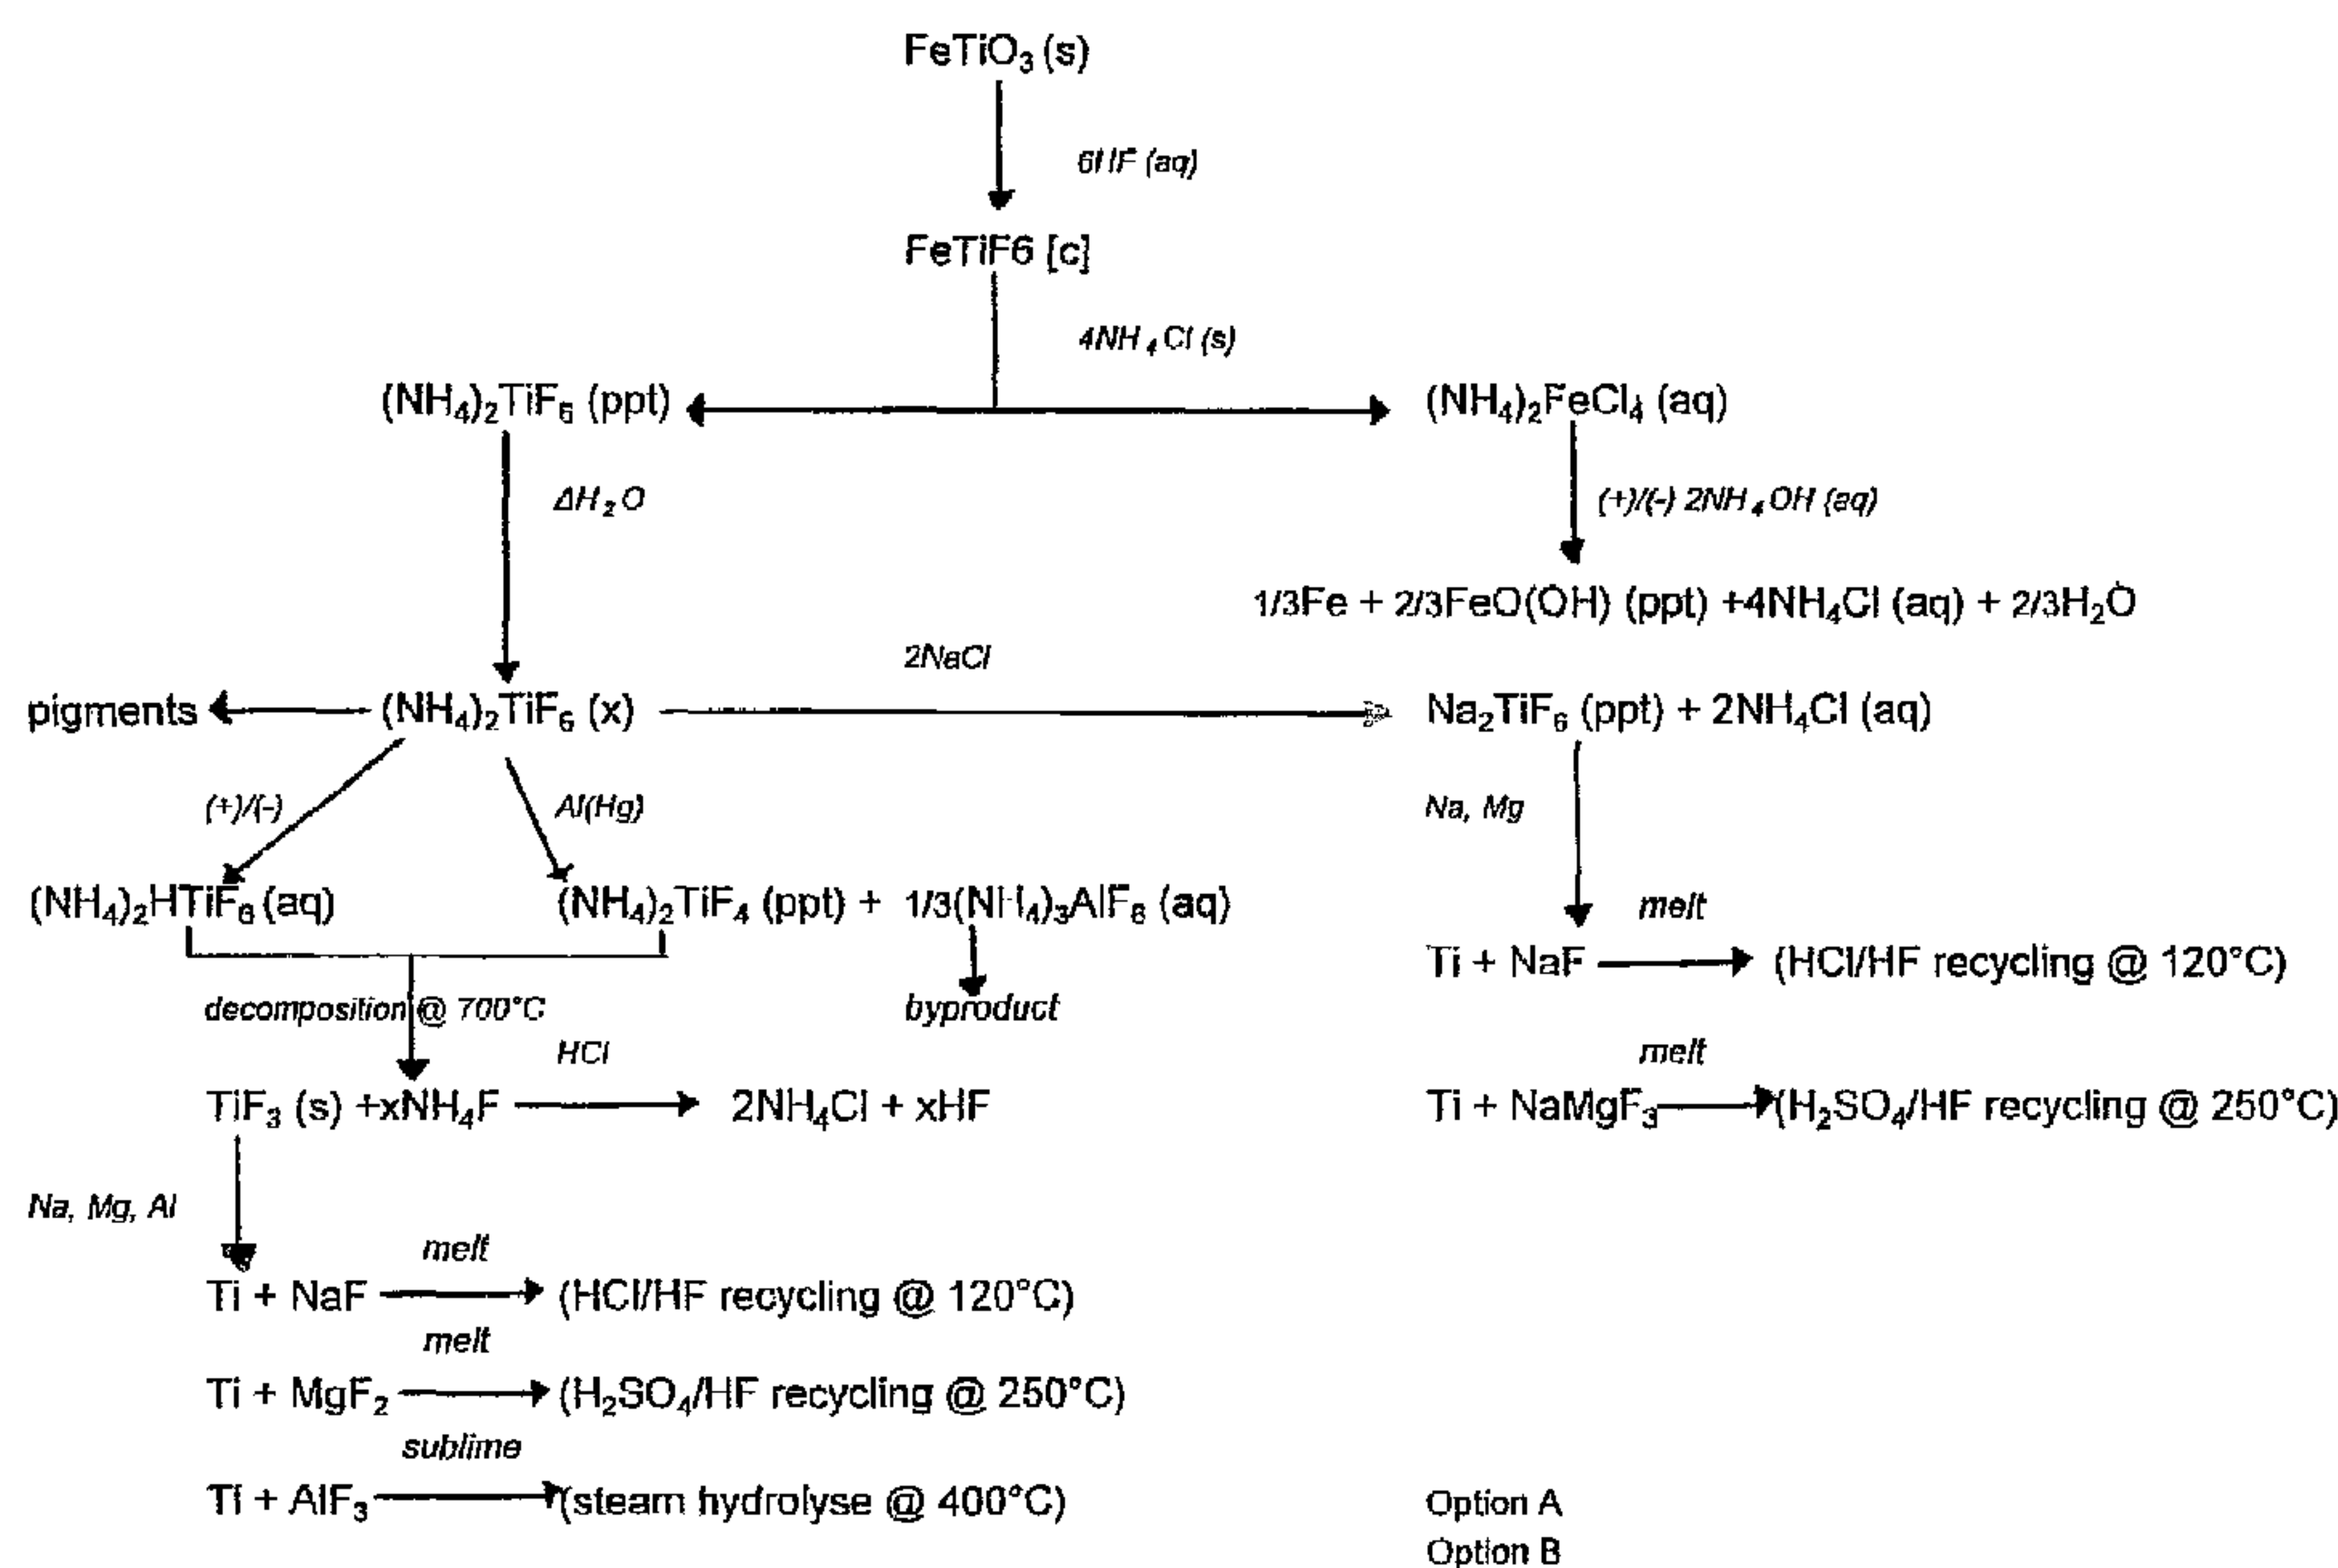 FeTiO₃ (s)
6HF (aq)
FeTiF6 [c]
4NH₄Cl (s)
(NH₄)₂TiF₆ (ppt)
(NH₄)₂FeCl₄ (aq)
ΔH₂O
(+)/(-) 2NH₄OH (aq)
1/3Fe + 2/3FeO(OH) (ppt) +4NH₄Cl (aq) + 2/3H₂O
2NaCl
pigments
(NH₄)₂TiF₆ (x)
Na₂TiF₆ (ppt) + 2NH₄Cl (aq)
(+)/(-)
Al(Hg)
Na, Mg
(NH₄)₂HTiF₆ (aq)
(NH₄)₂TiF₄ (ppt) + 1/3(NH₄)₃AlF₆ (aq)
melt
Ti + NaF
(HCl/HF recycling @ 120°C)
decomposition @ 700°C
byproduct
HCl
melt
TiF₃ (s) +xNH₄F
2NH₄Cl + xHF
Ti + NaMgF₃
(H₂SO₄/HF recycling @ 250°C)
Na, Mg, Al
melt
Ti + NaF
(HCl/HF recycling @ 120°C)
melt
Ti + MgF₂
(H₂SO₄/HF recycling @ 250°C)
sublime
Ti + AlF₃
(steam hydrolyse @ 400°C)
Option A
Option B